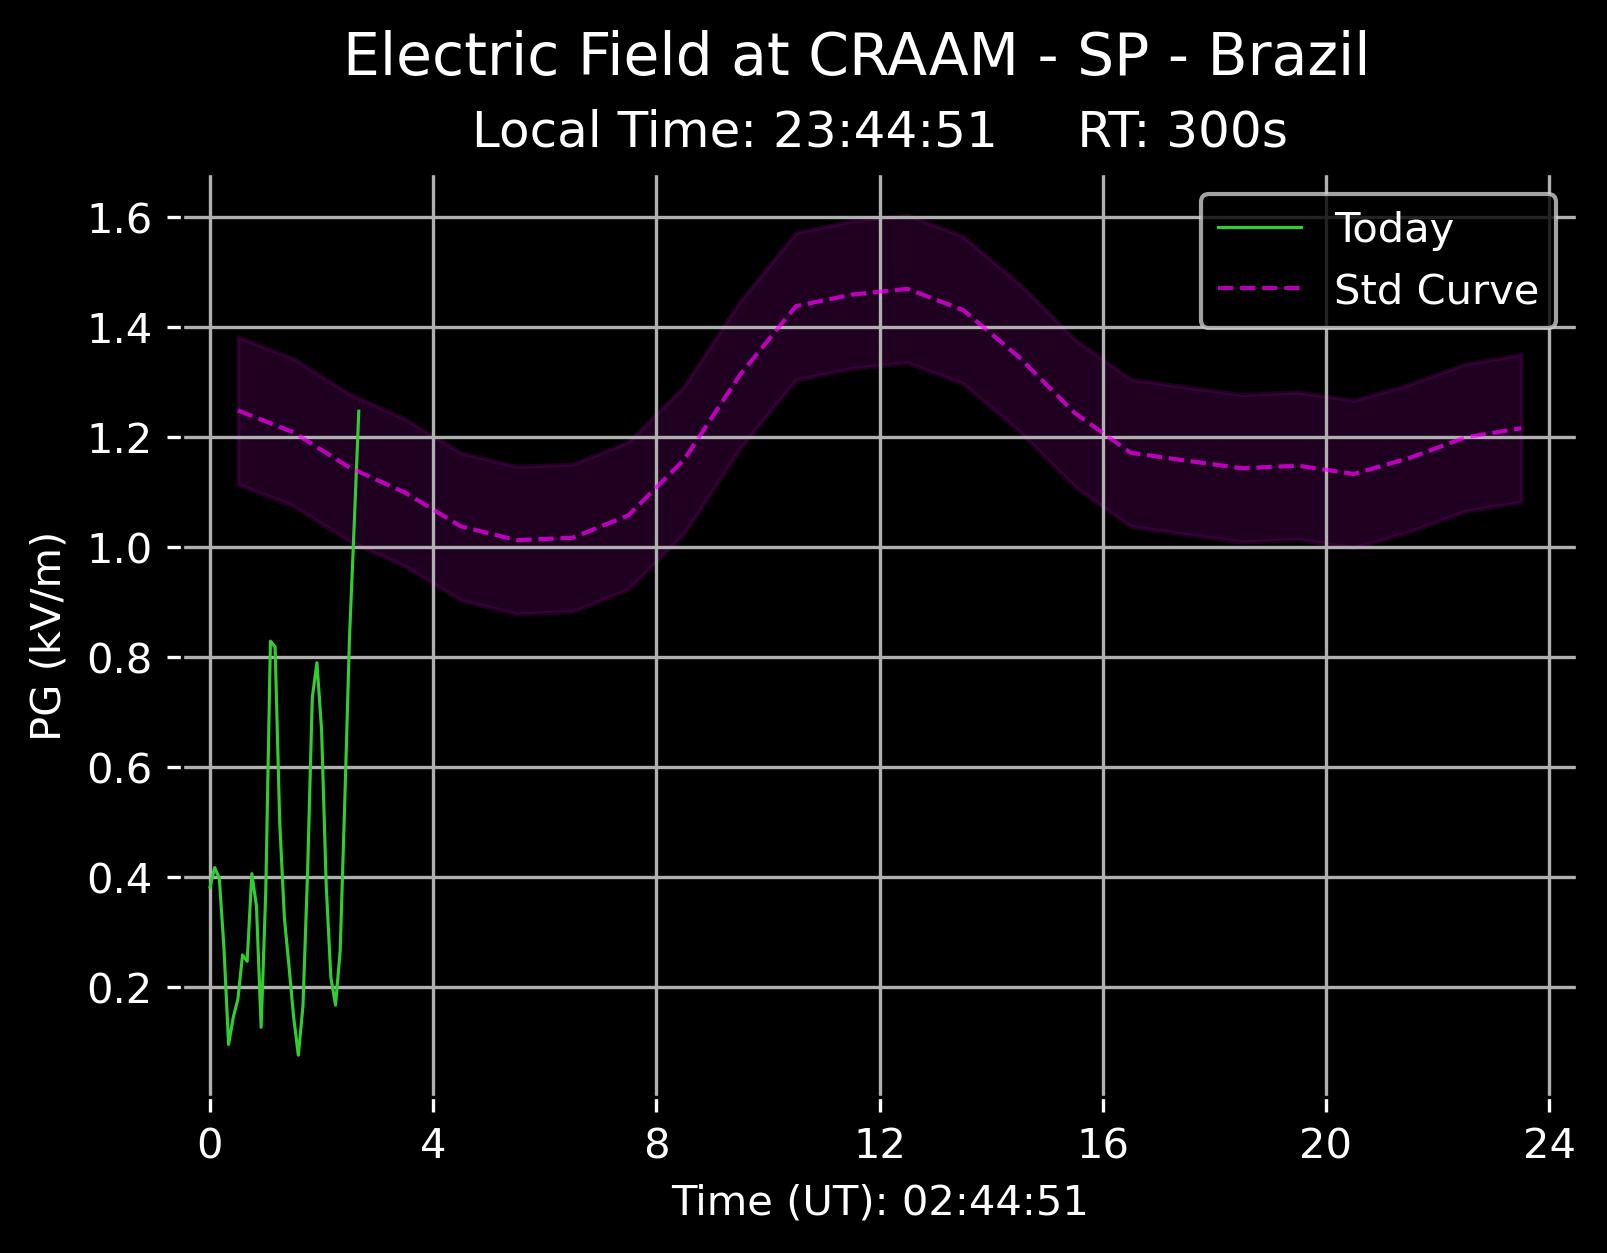 Electric Field at CRAAM - SP - Brazil
Local Time: 23:44:51 RT: 300s
Today
Std Curve
PG (kV/m)
1.6
1.4
1.2
1.0
0.8
0.6
0.4
0.2
0 4 8 12 16 20 24
Time (UT): 02:44:51